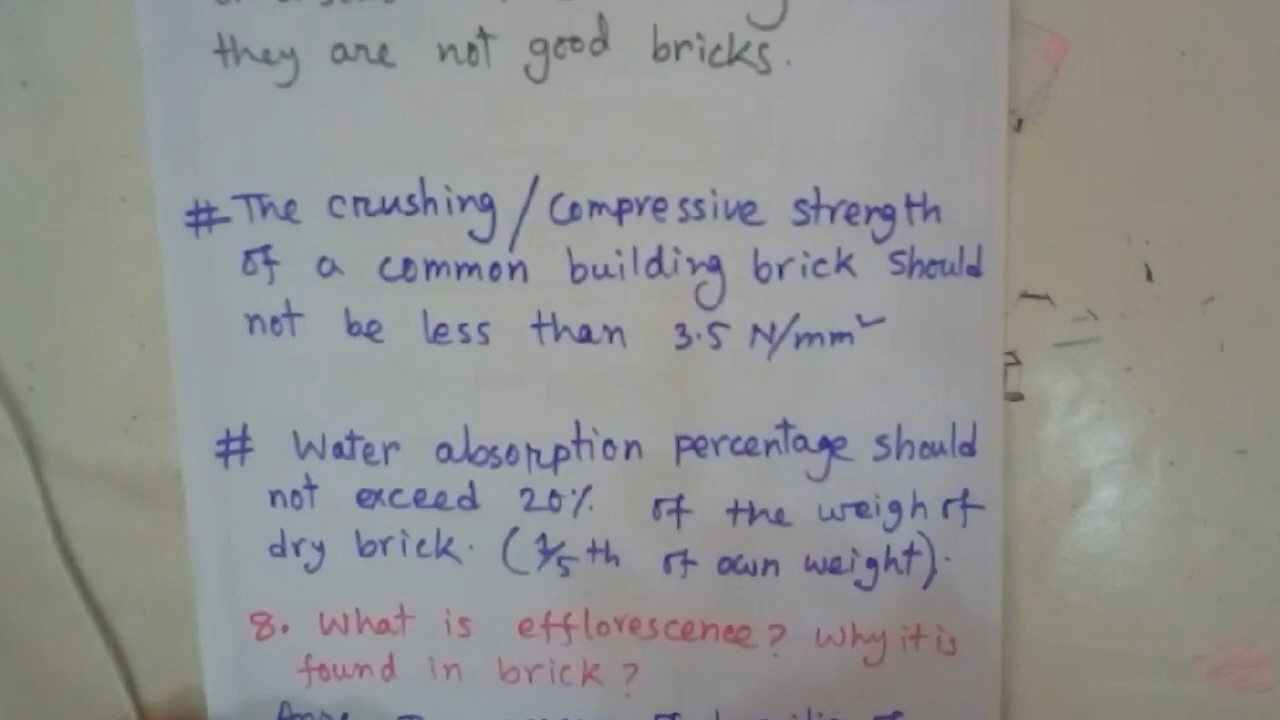 they are not good bricks.
# The crushing / compressive strength
of a common building brick should
not be less than 3.5 N/mm²
# Water absorption percentage should
not exceed 20% of the weigh of
dry brick. (1/5th of own weight).
8. What is efflorescence? Why it is
found in brick?